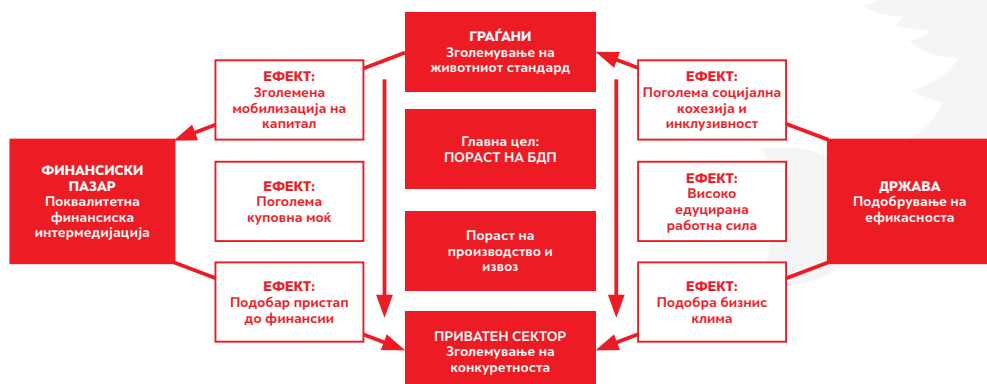 ГРАЃАНИ
Зголемување на
животниот стандард
ЕФЕКТ:
Зголемена
мобилизација на
капитал
ЕФЕКТ:
Поголема социјална
кохезија и
инклузивност
Главна цел:
ПОРАСТ НА БДП
ФИНАНСИСКИ
ПАЗАР
Поквалитетна
финансиска
интермедијација
ЕФЕКТ:
Поголема
куповна моќ
ЕФЕКТ:
Високо
едуцирана
работна сила
ДРЖАВА
Подобрување на
ефикасноста
Пораст на
производство и
извоз
ЕФЕКТ:
Подобар пристап
до финансии
ЕФЕКТ:
Подобра бизнис
клима
ПРИВАТЕН СЕКТОР
Зголемување на
конкуретноста